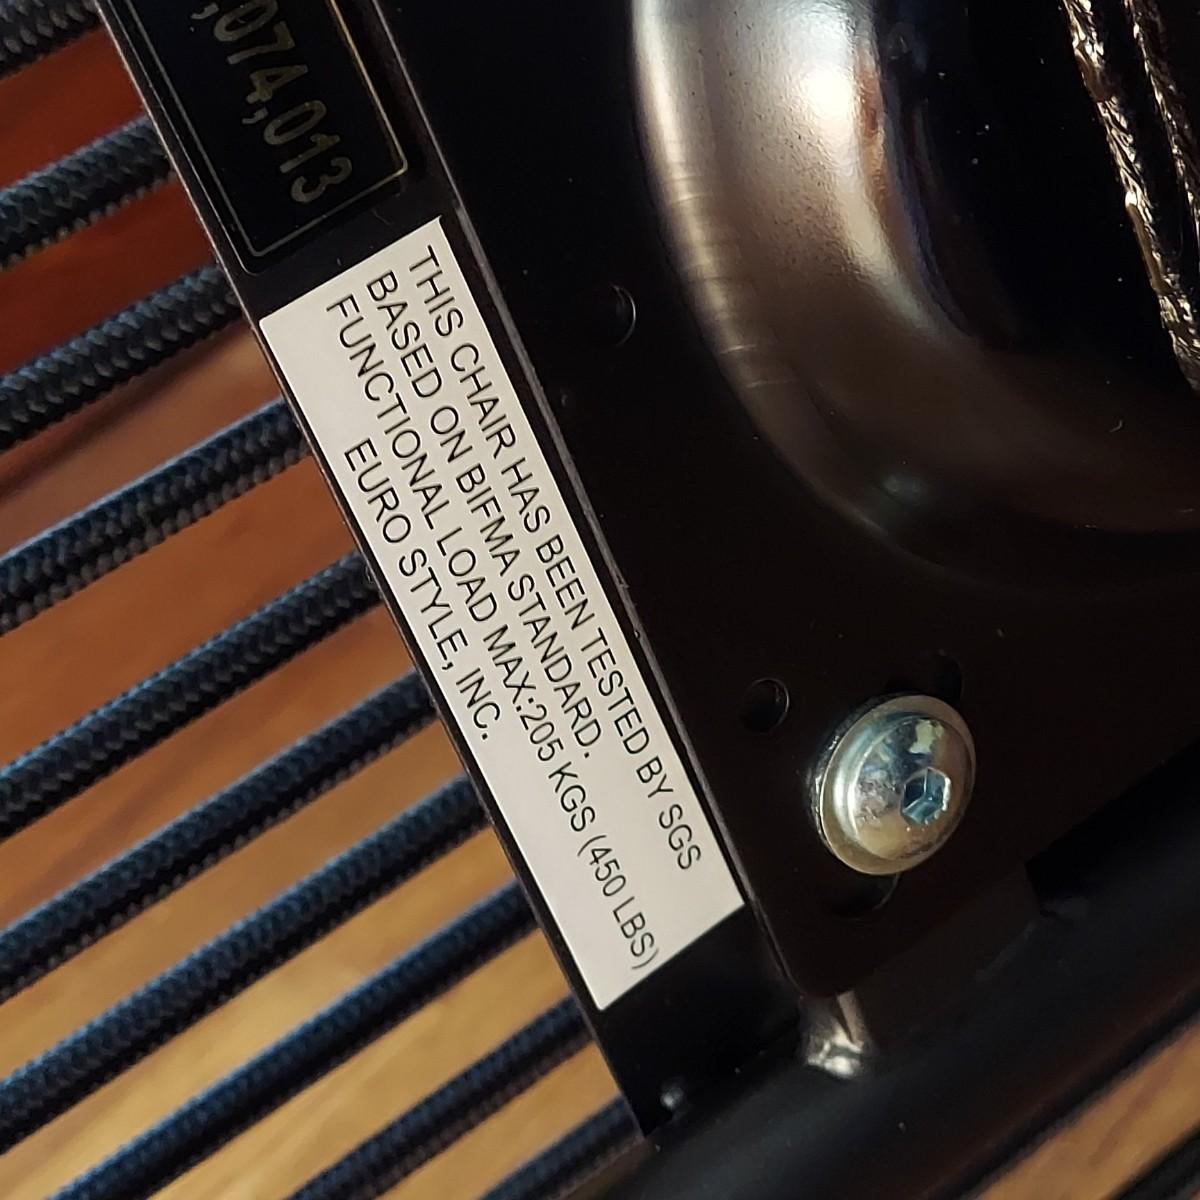 ,074,013
THIS CHAIR HAS BEEN TESTED BY SGS
BASED ON BIFMA STANDARD.
FUNCTIONAL LOAD MAX:205 KGS (450 LBS)
EURO STYLE, INC.